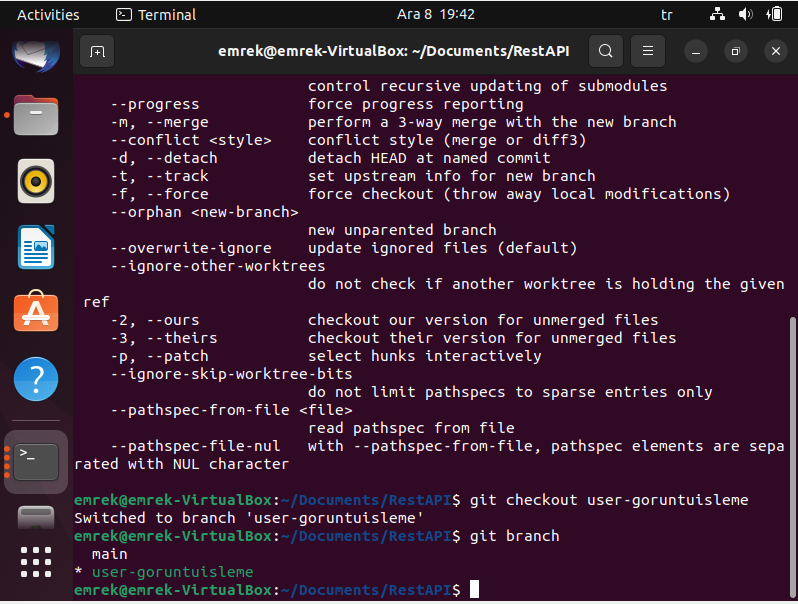 Activities Terminal Ara 8 19:42 tr
emrek@emrek-VirtualBox: ~/Documents/RestAPI
control recursive updating of submodules
--progress force progress reporting
-m, --merge perform a 3-way merge with the new branch
--conflict <style> conflict style (merge or diff3)
-d, --detach detach HEAD at named commit
-t, --track set upstream info for new branch
-f, --force force checkout (throw away local modifications)
--orphan <new-branch>
new unparented branch
--overwrite-ignore update ignored files (default)
--ignore-other-worktrees
do not check if another worktree is holding the given
ref
-2, --ours checkout our version for unmerged files
-3, --theirs checkout their version for unmerged files
-p, --patch select hunks interactively
--ignore-skip-worktree-bits
do not limit pathspecs to sparse entries only
--pathspec-from-file <file>
read pathspec from file
--pathspec-file-nul with --pathspec-from-file, pathspec elements are sepa
rated with NUL character
emrek@emrek-VirtualBox:~/Documents/RestAPI$ git checkout user-goruntuisleme
Switched to branch 'user-goruntuisleme'
emrek@emrek-VirtualBox:~/Documents/RestAPI$ git branch
main
* user-goruntuisleme
emrek@emrek-VirtualBox:~/Documents/RestAPI$